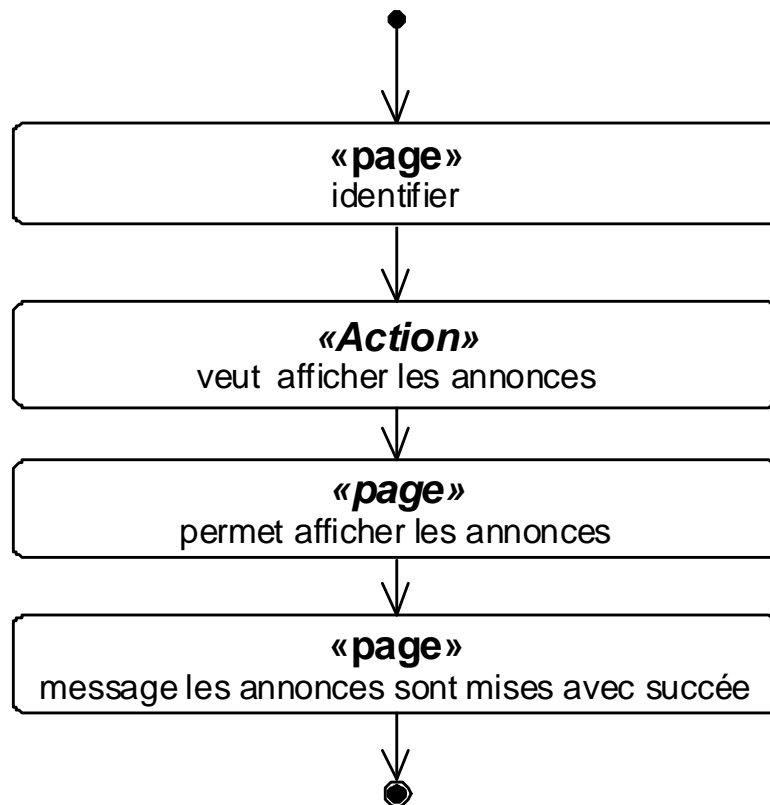 «page»
identifier
«Action»
veut afficher les annonces
«page»
permet afficher les annonces
«page»
message les annonces sont mises avec succée